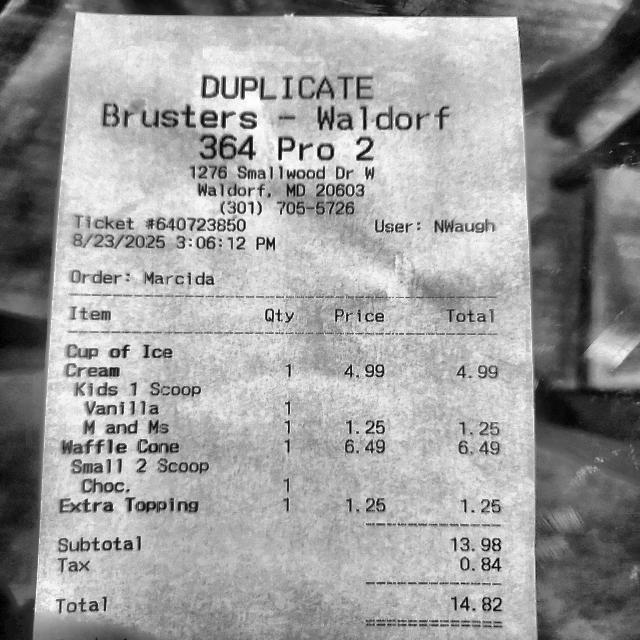 DUPLICATE
Brusters - Waldorf
364 Pro 2
1276 Smallwood Dr W
Waldorf, MD 20603
(301) 705-5726
Ticket #640723850 User: NWaugh
8/23/2025 3:06:12 PM
Order: Marcida
Item Qty Price Total
Cup of Ice
Cream 1 4.99 4.99
Kids 1 Scoop
Vanilla 1
M and Ms 1 1.25 1.25
Waffle Cone 1 6.49 6.49
Small 2 Scoop
Choc. 1
Extra Topping 1 1.25 1.25
Subtotal 13.98
Tax 0.84
Total 14.82